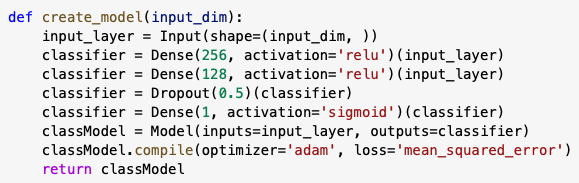 def create_model(input_dim):
    input_layer = Input(shape=(input_dim, ))
    classifier = Dense(256, activation='relu')(input_layer)
    classifier = Dense(128, activation='relu')(input_layer)
    classifier = Dropout(0.5)(classifier)
    classifier = Dense(1, activation='sigmoid')(classifier)
    classModel = Model(inputs=input_layer, outputs=classifier)
    classModel.compile(optimizer='adam', loss='mean_squared_error')
    return classModel